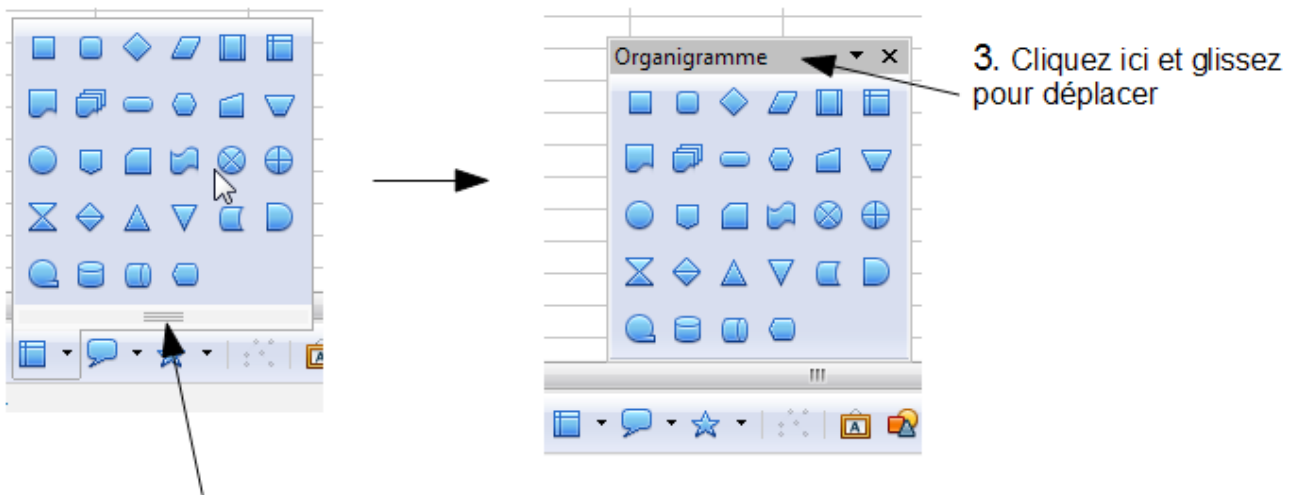 Organigramme
3. Cliquez ici et glissez
pour déplacer
A
A